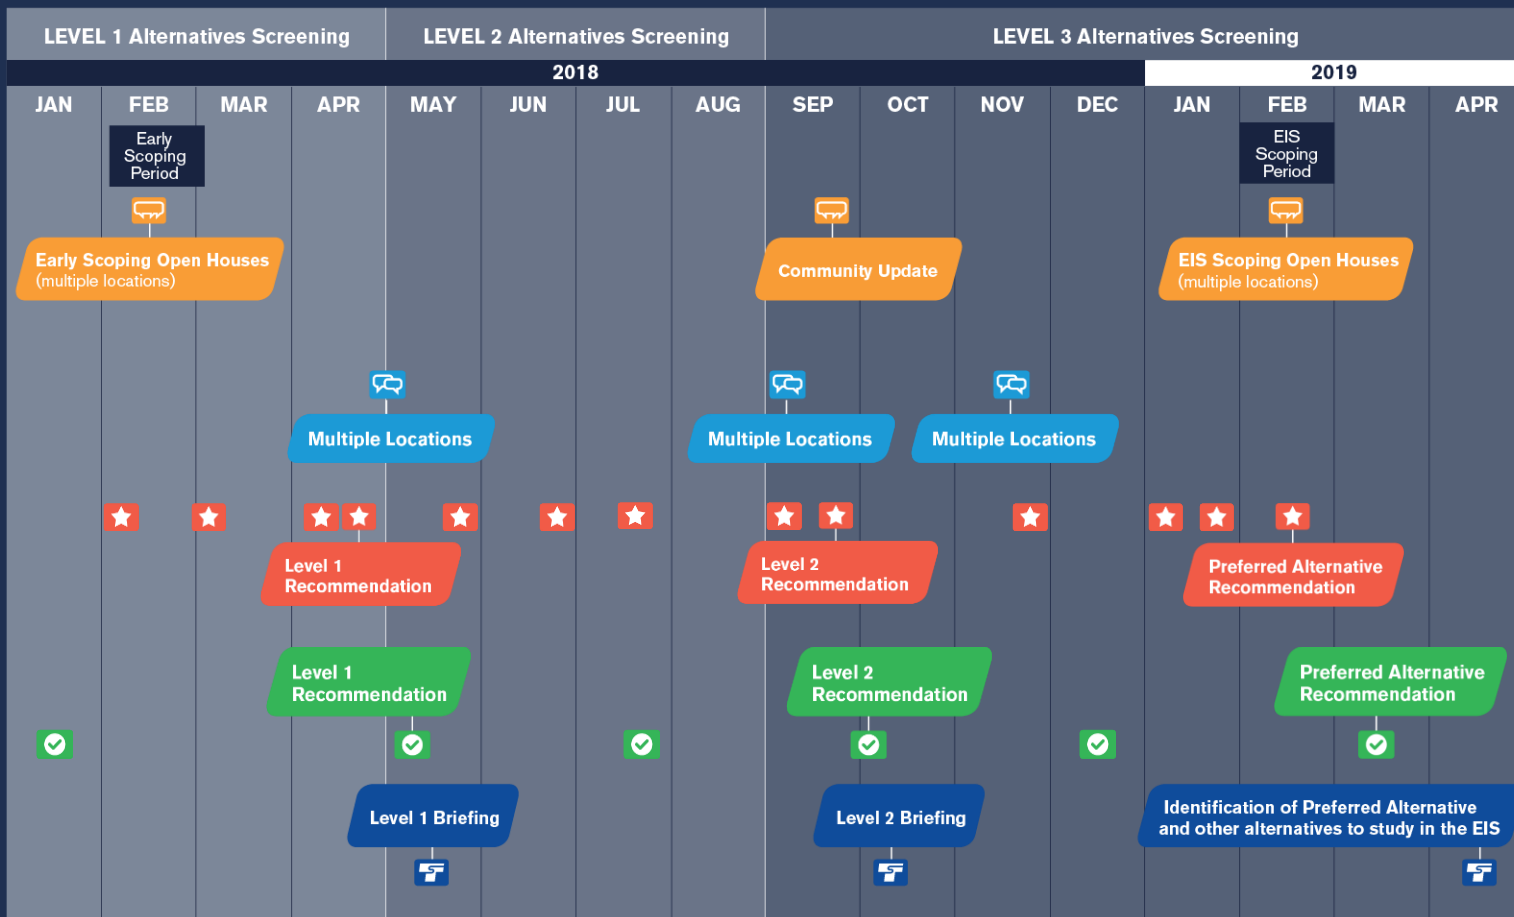 LEVEL 1 Alternatives Screening
LEVEL 2 Alternatives Screening
LEVEL 3 Alternatives Screening
2018
2019
JAN
FEB
MAR
APR
MAY
JUN
JUL
AUG
SEP
OCT
NOV
DEC
JAN
FEB
MAR
APR
Early
Scoping
Period
EIS
Scoping
Period
Early Scoping Open Houses
(multiple locations)
Community Update
EIS Scoping Open Houses
(multiple locations)
Multiple Locations
Multiple Locations
Multiple Locations
Level 1
Recommendation
Level 2
Recommendation
Preferred Alternative
Recommendation
Level 1
Recommendation
Level 2
Recommendation
Preferred Alternative
Recommendation
Level 1 Briefing
Level 2 Briefing
Identification of Preferred Alternative
and other alternatives to study in the EIS